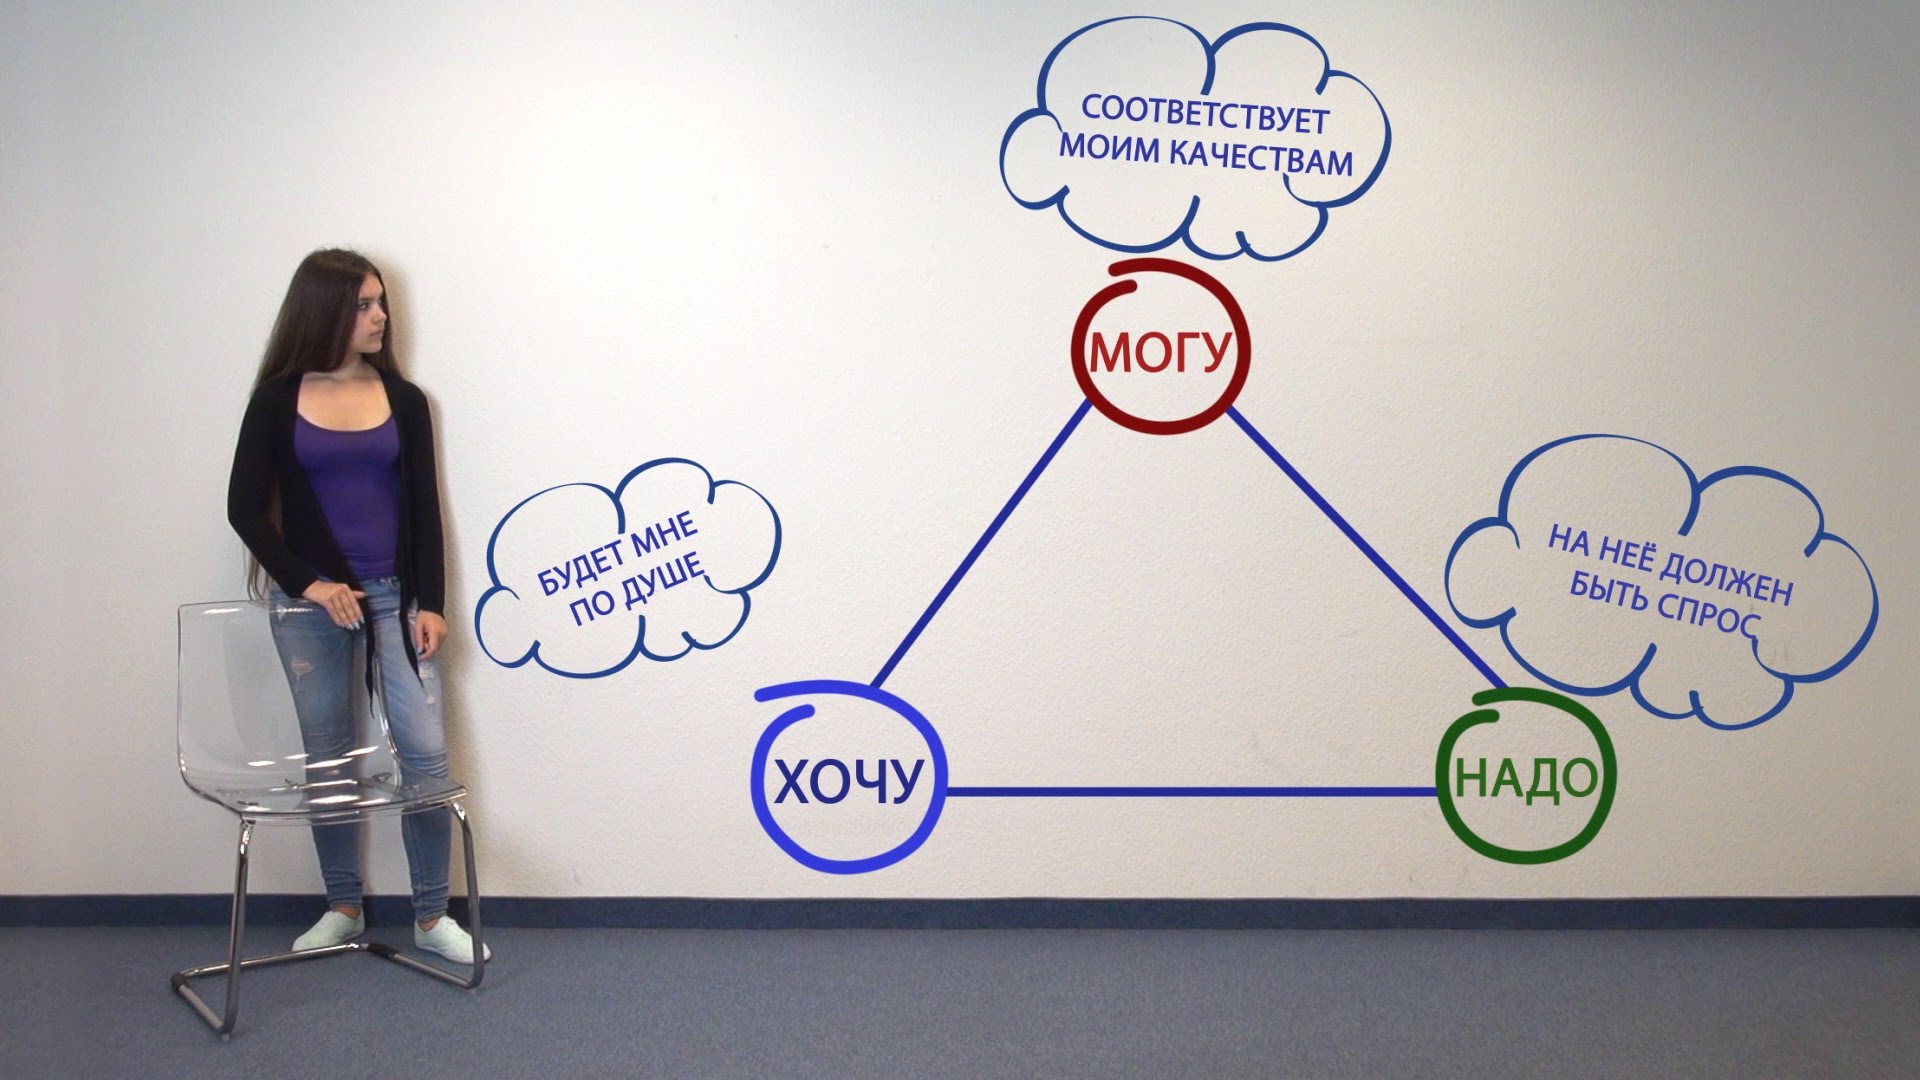 СООТВЕТСТВУЕТ
МОИМ КАЧЕСТВАМ
МОГУ
БУДЕТ МНЕ
ПО ДУШЕ
ХОЧУ
НА НЕЁ ДОЛЖЕН
БЫТЬ СПРОС
НАДО